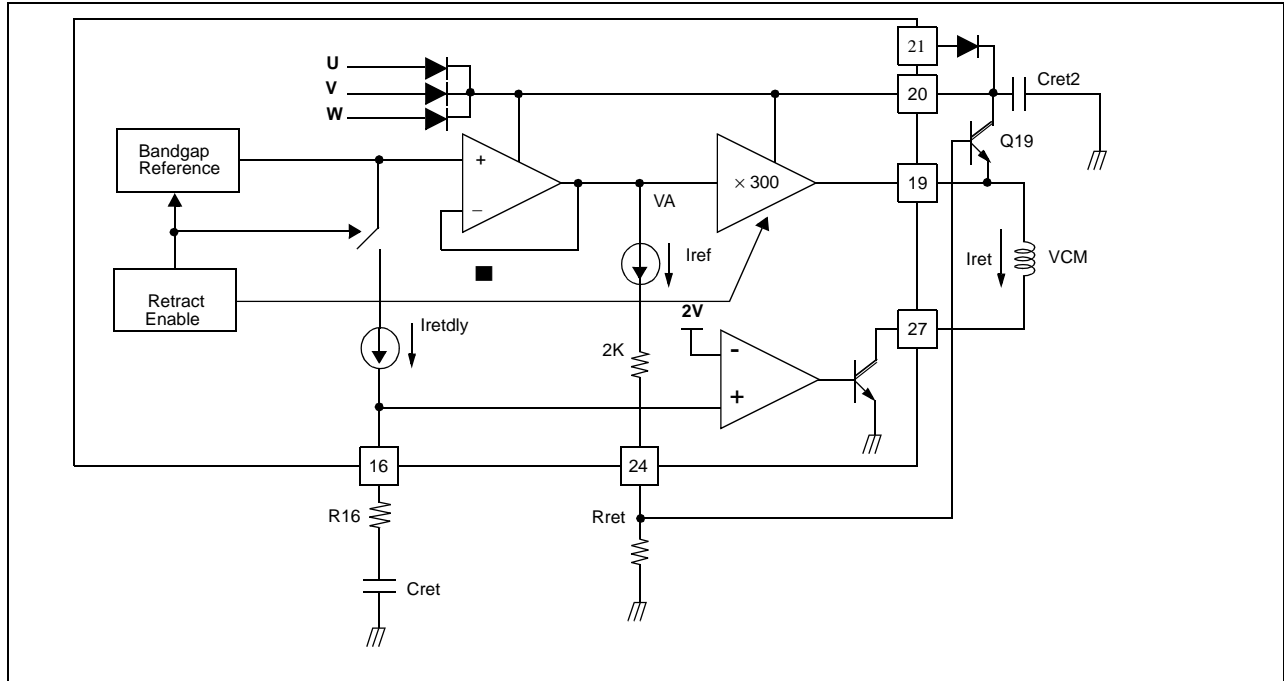 21
U
Cret2
V
20
W
Q19
Bandgap
Reference
+
× 300
19
–
VA
Iref
Iret
VCM
Retract
Enable
2V
27
Iretdly
2K
-
+
16
24
R16
Rret
Cret